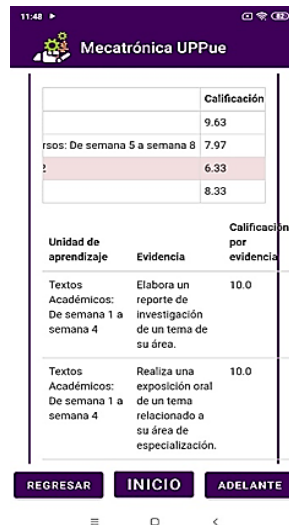 11:48
82
Mecatrónica UPPue
Calificación
9.63
rsos: De semana 5 a semana 8 7.97
2 6.33
8.33
Unidad de aprendizaje Evidencia Calificación por evidencia
Textos Elabora un 10.0
Académicos: reporte de
De semana 1 a investigación
semana 4 de un tema de
su área.
Textos Realiza una 10.0
Académicos: exposición oral
De semana 1 a de un tema
semana 4 relacionado a
su área de
especialización.
REGRESAR INICIO ADELANTE